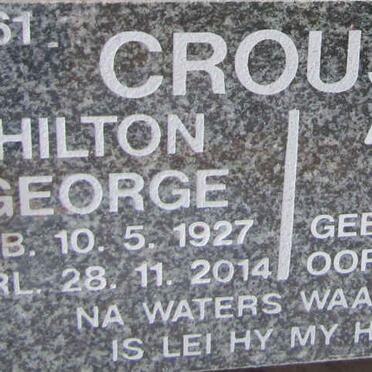 61.
CROUS
HILTON
GEORGE
B. 10. 5. 1927
GEB
RL. 28. 11. 2014
OOR
NA WATERS WAA
IS LEI HY MY H